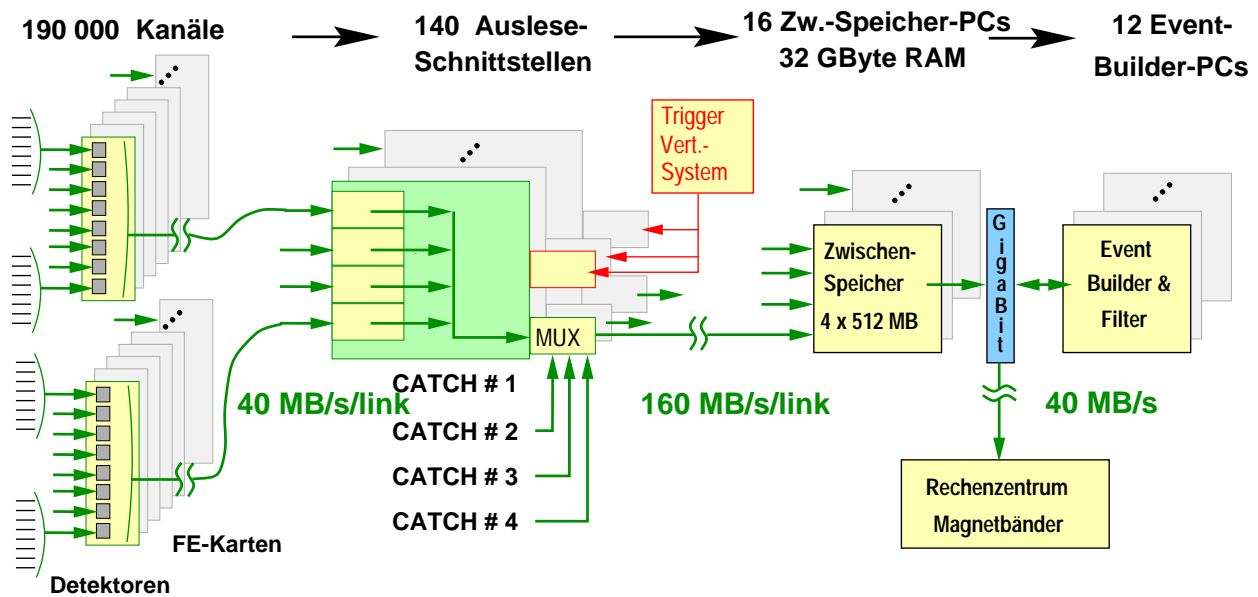 190 000 Kanäle
140 Auslese-
Schnittstellen
16 Zw.-Speicher-PCs
32 GByte RAM
12 Event-
Builder-PCs
Trigger
Vert.-
System
Zwischen-
Speicher
4 x 512 MB
GigaBit
Event
Builder &
Filter
MUX
CATCH # 1
CATCH # 2
CATCH # 3
CATCH # 4
40 MB/s/link
160 MB/s/link
40 MB/s
Rechenzentrum
Magnetbänder
FE-Karten
Detektoren